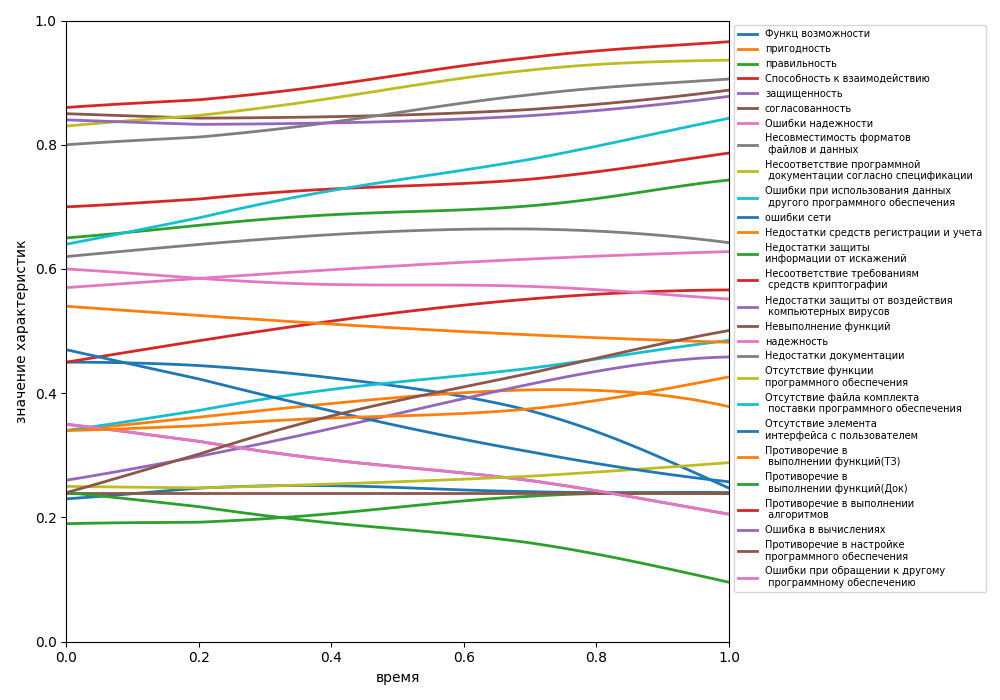 1.0
0.8
0.6
0.4
0.2
0.0
значение характеристик
0.0 0.2 0.4 0.6 0.8 1.0
время
Функц возможности
пригодность
правильность
Способность к взаимодействию
защищенность
согласованность
Ошибки надежности
Несовместимость форматов
файлов и данных
Несоответствие программной
документации согласно спецификации
Ошибки при использования данных
другого программного обеспечения
ошибки сети
Недостатки средств регистрации и учета
Недостатки защиты
информации от искажений
Несоответствие требованиям
средств криптографии
Недостатки защиты от воздействия
компьютерных вирусов
Невыполнение функций
надежность
Недостатки документации
Отсутствие функции
программного обеспечения
Отсутствие файла комплекта
поставки программного обеспечения
Отсутствие элемента
интерфейса с пользователем
Противоречие в
выполнении функций(ТЗ)
Противоречие в
выполнении функций(Док)
Противоречие в выполнении
алгоритмов
Ошибка в вычислениях
Противоречие в настройке
программного обеспечения
Ошибки при обращении к другому
программному обеспечению